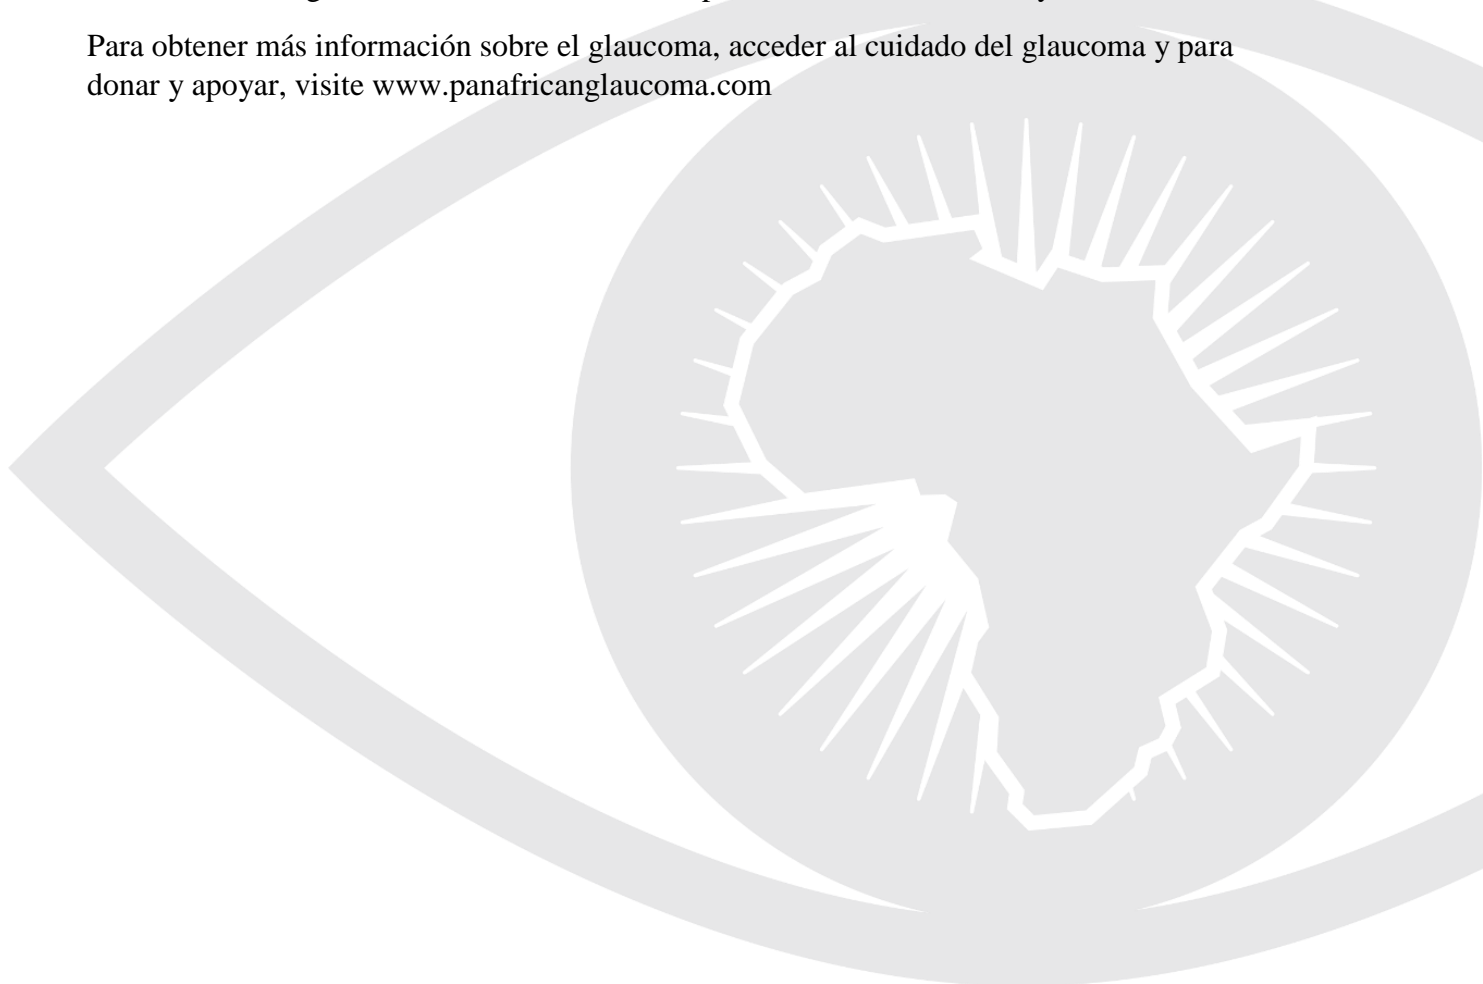 Para obtener más información sobre el glaucoma, acceder al cuidado del glaucoma y para
donar y apoyar, visite www.panafricanglaucoma.com